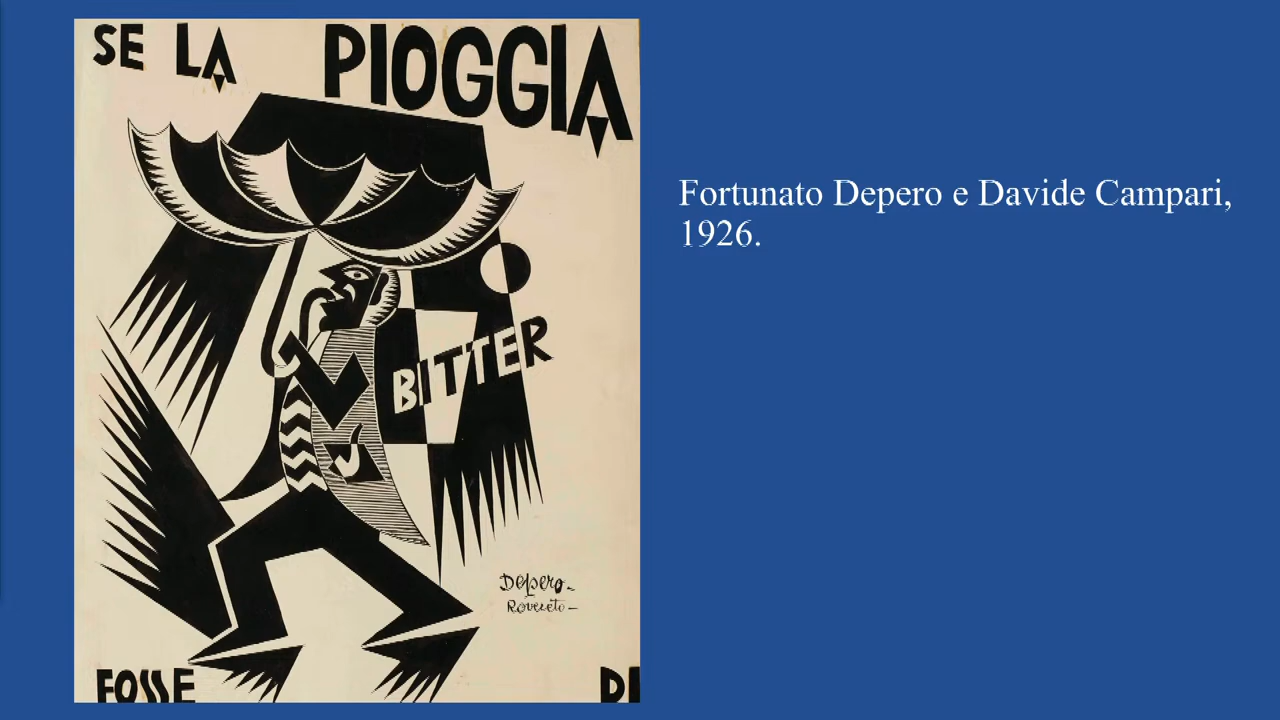 SE LA PIOGGIA
BITTER
Depero-
Rovereto-
FOSSE DI
Fortunato Depero e Davide Campari,
1926.